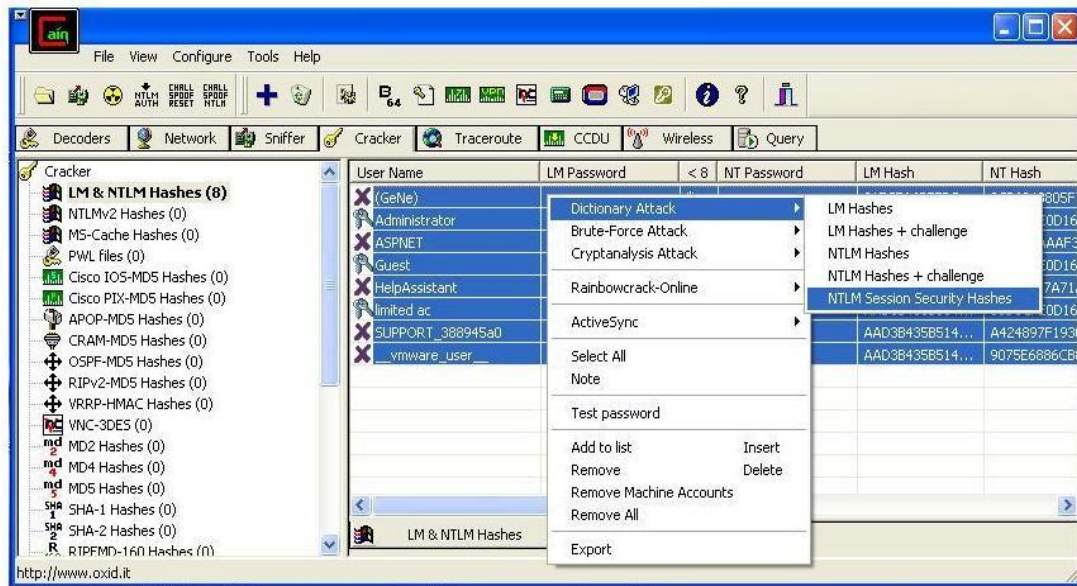 Cain
File View Configure Tools Help
NTLM AUTH CHALL SPOOF RESET CHALL SPOOF NTLM B64
Decoders Network Sniffer Cracker Traceroute CCDU Wireless Query
Cracker
LM & NTLM Hashes (8)
NTLMv2 Hashes (0)
MS-Cache Hashes (0)
PWL files (0)
Cisco IOS-MD5 Hashes (0)
Cisco PIX-MD5 Hashes (0)
APOP-MD5 Hashes (0)
CRAM-MD5 Hashes (0)
OSPF-MD5 Hashes (0)
RIPv2-MD5 Hashes (0)
VRRP-HMAC Hashes (0)
VNC-3DES (0)
MD2 Hashes (0)
MD4 Hashes (0)
MD5 Hashes (0)
SHA-1 Hashes (0)
SHA-2 Hashes (0)
RIPEMD-160 Hashes (0)
User Name LM Password < 8 NT Password LM Hash NT Hash
(GeNe)
Administrator
ASPNET
Guest
HelpAssistant
limited ac
SUPPORT_388945a0 AAD3B435B514... A424897F193
__vmware_user__ AAD3B435B514... 9075E6886CB
Dictionary Attack
Brute-Force Attack
Cryptanalysis Attack
Rainbowcrack-Online
ActiveSync
Select All
Note
Test password
Add to list Insert
Remove Delete
Remove Machine Accounts
Remove All
Export
LM Hashes
LM Hashes + challenge
NTLM Hashes
NTLM Hashes + challenge
NTLM Session Security Hashes
LM & NTLM Hashes
http://www.oxid.it